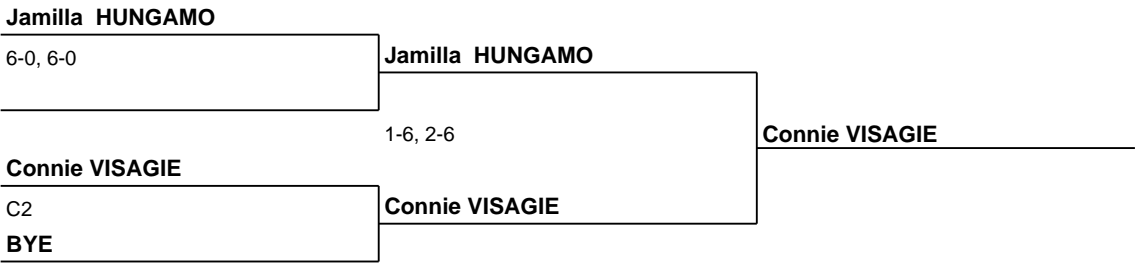 Jamilla HUNGAMO
6-0, 6-0
Jamilla HUNGAMO
1-6, 2-6
Connie VISAGIE
Connie VISAGIE
C2
Connie VISAGIE
BYE